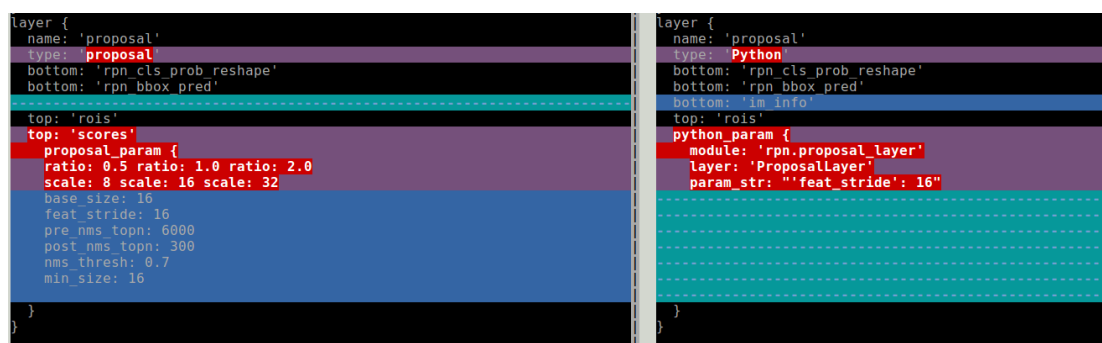 layer {
  name: 'proposal'
  type: 'proposal'
  bottom: 'rpn_cls_prob_reshape'
  bottom: 'rpn_bbox_pred'
  top: 'rois'
  top: 'scores'
    proposal_param {
    ratio: 0.5 ratio: 1.0 ratio: 2.0
    scale: 8 scale: 16 scale: 32
    base_size: 16
    feat_stride: 16
    pre_nms_topn: 6000
    post_nms_topn: 300
    nms_thresh: 0.7
    min_size: 16
  }
}
layer {
  name: 'proposal'
  type: 'Python'
  bottom: 'rpn_cls_prob_reshape'
  bottom: 'rpn_bbox_pred'
  bottom: 'im_info'
  top: 'rois'
  python_param {
    module: 'rpn.proposal_layer'
    layer: 'ProposalLayer'
    param_str: "'feat_stride': 16"
  }
}